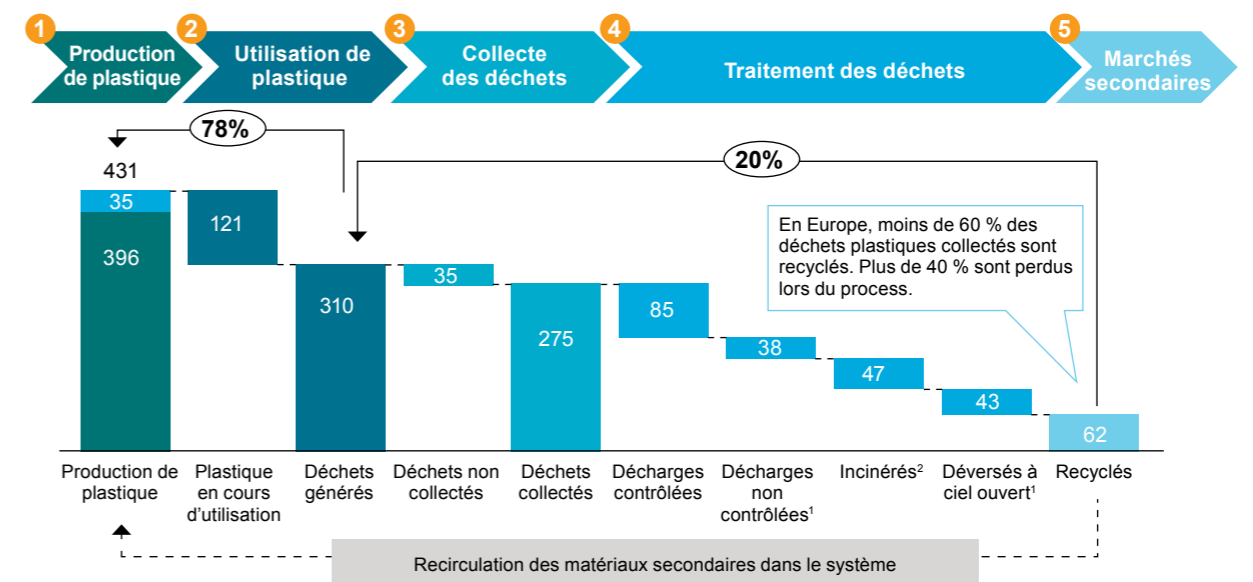 1
Production
de plastique
2
Utilisation de
plastique
3
Collecte
des déchets
4
Traitement des déchets
5
Marchés
secondaires
78%
20%
431
35
396
121
310
35
275
85
38
47
43
62
En Europe, moins de 60 % des
déchets plastiques collectés sont
recyclés. Plus de 40 % sont perdus
lors du process.
Production de
plastique
Plastique
en cours
d'utilisation
Déchets
générés
Déchets non
collectés
Déchets
collectés
Décharges
contrôlées
Décharges
non
contrôlées¹
Incinérés²
Déversés à
ciel ouvert¹
Recyclés
Recirculation des matériaux secondaires dans le système